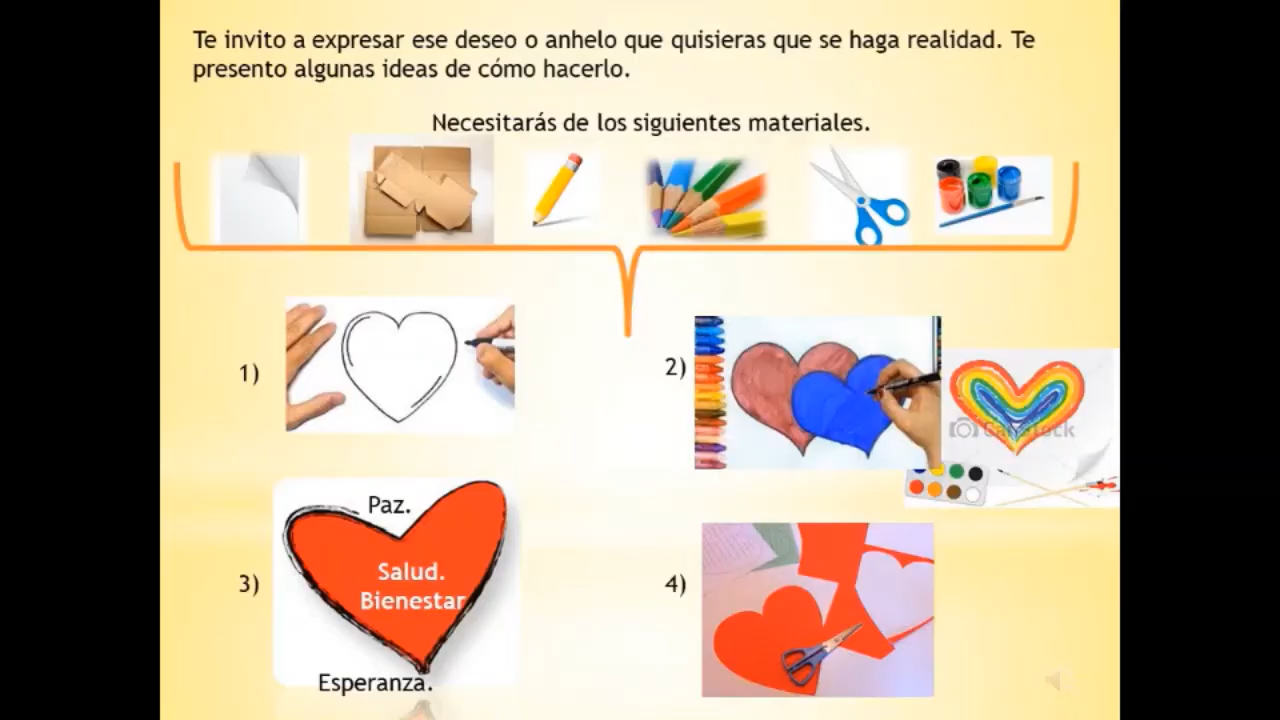 Te invito a expresar ese deseo o anhelo que quisieras que se haga realidad. Te
presento algunas ideas de cómo hacerlo.
Necesitarás de los siguientes materiales.
1)
2)
CanStock
3)
Paz.
Salud.
Bienestar
Esperanza.
4)